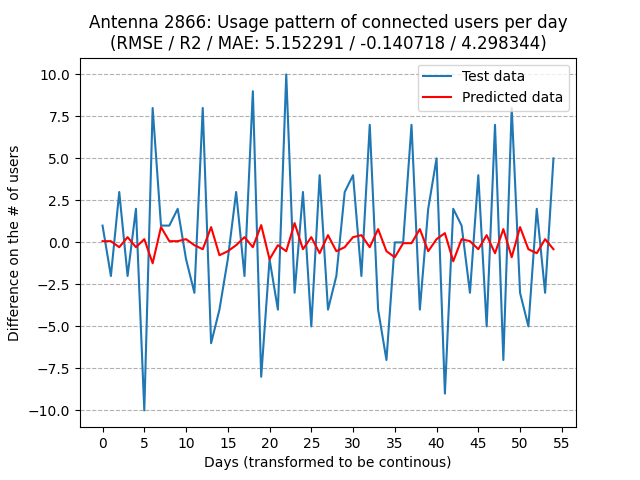 Antenna 2866: Usage pattern of connected users per day
(RMSE / R2 / MAE: 5.152291 / -0.140718 / 4.298344)
Test data
Predicted data
10.0
7.5
5.0
2.5
0.0
−2.5
−5.0
−7.5
−10.0
Difference on the # of users
0 5 10 15 20 25 30 35 40 45 50 55
Days (transformed to be continous)